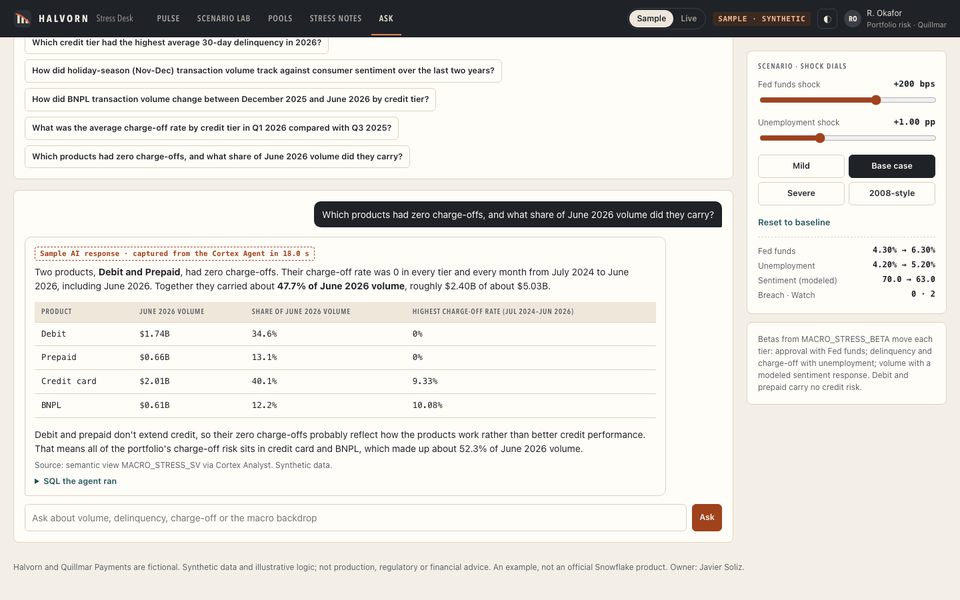 HALVORN Stress Desk PULSE SCENARIO LAB POOLS STRESS NOTES ASK Sample Live SAMPLE · SYNTHETIC RO R. Okafor
Portfolio risk · Quillmar
Which credit tier had the highest average 30-day delinquency in 2026?
How did holiday-season (Nov-Dec) transaction volume track against consumer sentiment over the last two years?
How did BNPL transaction volume change between December 2025 and June 2026 by credit tier?
What was the average charge-off rate by credit tier in Q1 2026 compared with Q3 2025?
Which products had zero charge-offs, and what share of June 2026 volume did they carry?
Which products had zero charge-offs, and what share of June 2026 volume did they carry?
Sample AI response · captured from the Cortex Agent in 18.0 s
Two products, Debit and Prepaid, had zero charge-offs. Their charge-off rate was 0 in every tier and every month from July 2024 to June
2026, including June 2026. Together they carried about 47.7% of June 2026 volume, roughly $2.40B of about $5.03B.
PRODUCT JUNE 2026 VOLUME SHARE OF JUNE 2026 VOLUME HIGHEST CHARGE-OFF RATE (JUL 2024-JUN 2026)
Debit $1.74B 34.6% 0%
Prepaid $0.66B 13.1% 0%
Credit card $2.01B 40.1% 9.33%
BNPL $0.61B 12.2% 10.08%
Debit and prepaid don't extend credit, so their zero charge-offs probably reflect how the products work rather than better credit performance.
That means all of the portfolio's charge-off risk sits in credit card and BNPL, which made up about 52.3% of June 2026 volume.
Source: semantic view MACRO_STRESS_SV via Cortex Analyst. Synthetic data.
SQL the agent ran
Ask about volume, delinquency, charge-off or the macro backdrop
Ask
SCENARIO · SHOCK DIALS
Fed funds shock +200 bps
Unemployment shock +1.00 pp
Mild Base case
Severe 2008-style
Reset to baseline
Fed funds 4.30% → 6.30%
Unemployment 4.20% → 5.20%
Sentiment (modeled) 70.0 → 63.0
Breach · Watch 0 · 2
Betas from MACRO_STRESS_BETA move each
tier: approval with Fed funds; delinquency and
charge-off with unemployment; volume with a
modeled sentiment response. Debit and
prepaid carry no credit risk.
Halvorn and Quillmar Payments are fictional. Synthetic data and illustrative logic; not production, regulatory or financial advice. An example, not an official Snowflake product. Owner: Javier Soliz.